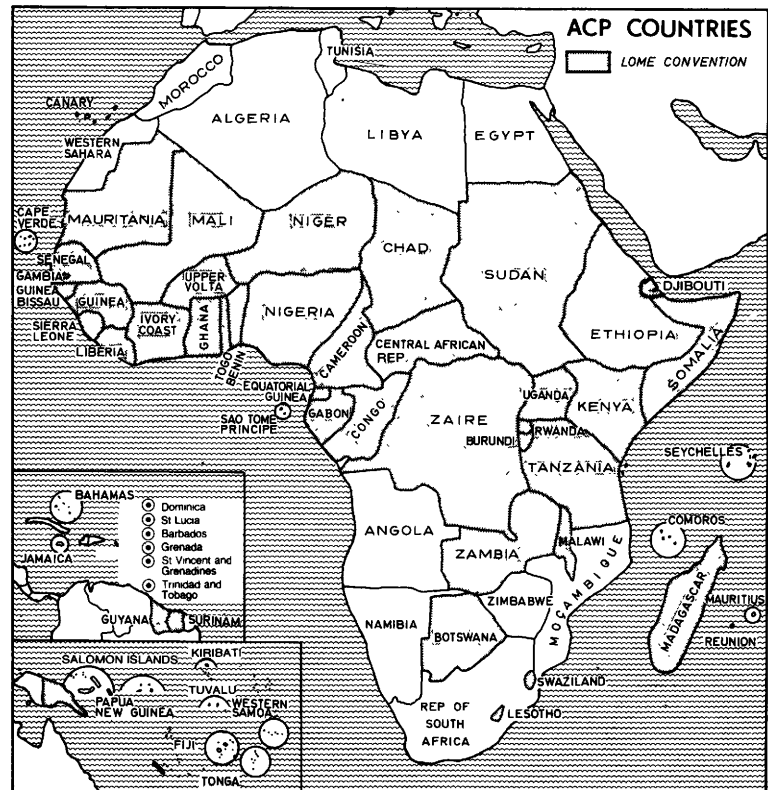 ACP COUNTRIES
LOME CONVENTION
TUNISIA
MOROCCO
CANARY
ALGERIA
LIBYA
EGYPT
WESTERN
SAHARA
CAPE
VERDE
MAURITANIA
MALI
NIGER
CHAD
SUDAN
SENEGAL
GAMBIA
GUINEA
BISSAU
GUINEA
SIERRA
LEONE
LIBERIA
IVORY
COAST
UPPER
VOLTA
GHANA
TOGO
BENIN
NIGERIA
CAMEROON
CENTRAL AFRICAN
REP.
DJIBOUTI
ETHIOPIA
SOMALIA
EQUATORIAL
GUINEA
SAO TOME
PRINCIPE
GABON
CONGO
ZAIRE
UGANDA
KENYA
RWANDA
BURUNDI
TANZANIA
SEYCHELLES
ANGOLA
ZAMBIA
MALAWI
MOÇAMBIQUE
COMOROS
ZIMBABWE
MADAGASCAR
MAURITIUS
REUNION
NAMIBIA
BOTSWANA
SWAZILAND
LESOTHO
REP OF
SOUTH
AFRICA
BAHAMAS
JAMAICA
Dominica
St Lucia
Barbados
Grenada
St Vincent and
Grenadines
Trinidad and
Tobago
GUYANA
SURINAM
SALOMON ISLANDS
KIRIBATI
PAPUA
NEW GUINEA
TUVALU
WESTERN
SAMOA
FIJI
TONGA